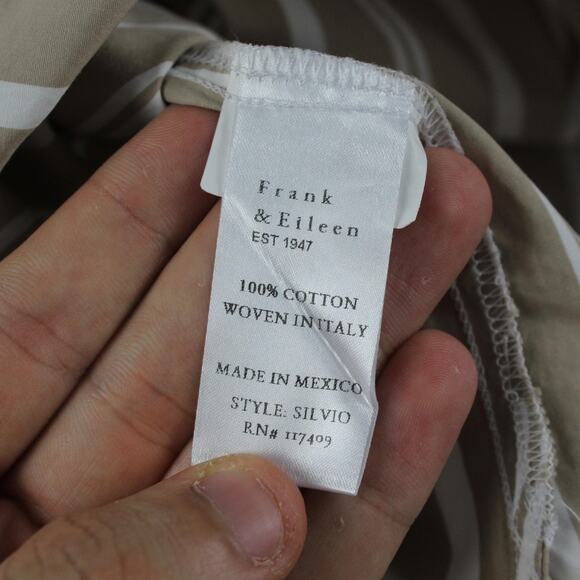 Frank
& Eileen
EST 1947
100% COTTON
WOVEN IN ITALY
MADE IN MEXICO
STYLE: SILVIO
RN# 117409